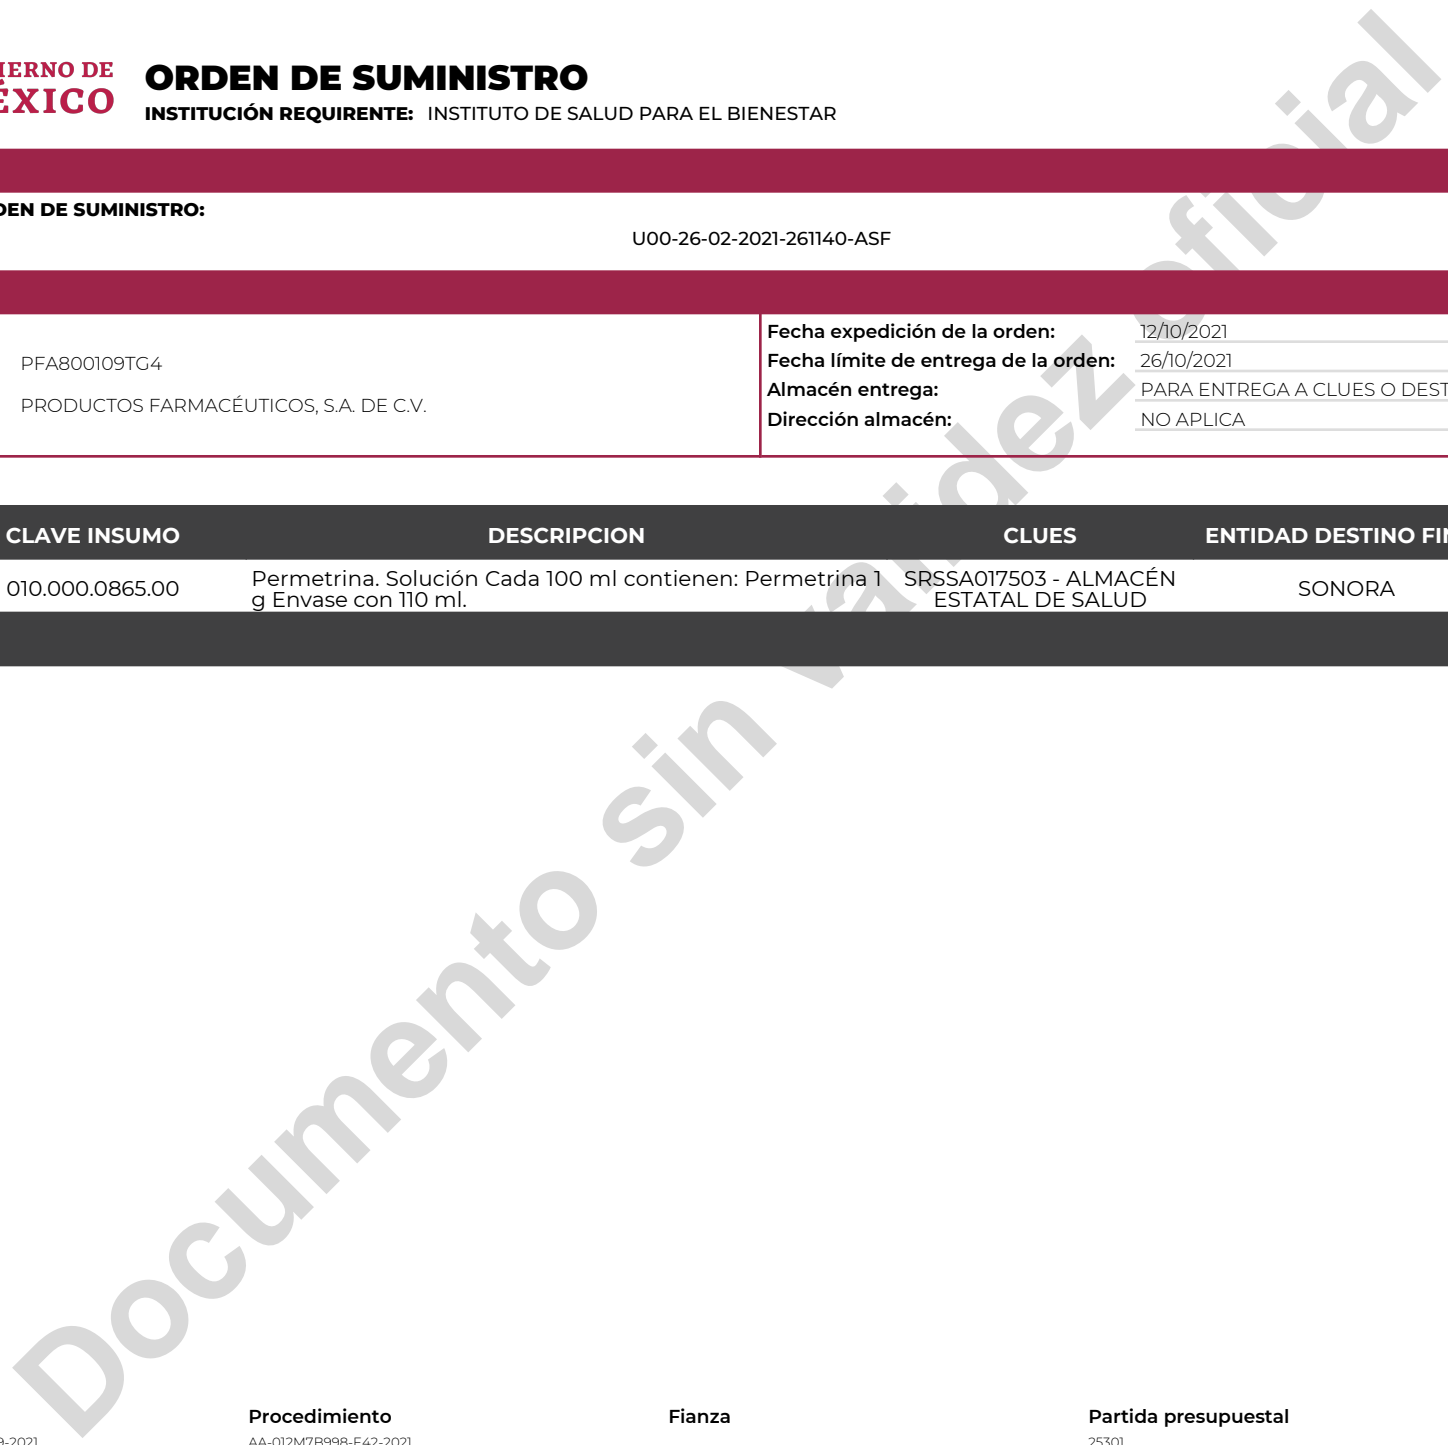 IERNO DE
ÉXICO
ORDEN DE SUMINISTRO
INSTITUCIÓN REQUIRENTE: INSTITUTO DE SALUD PARA EL BIENESTAR
DEN DE SUMINISTRO:
U00-26-02-2021-261140-ASF
PFA800109TG4
PRODUCTOS FARMACÉUTICOS, S.A. DE C.V.
Fecha expedición de la orden: 12/10/2021
Fecha límite de entrega de la orden: 26/10/2021
Almacén entrega: PARA ENTREGA A CLUES O DEST
Dirección almacén: NO APLICA
CLAVE INSUMO DESCRIPCION CLUES ENTIDAD DESTINO FIN
010.000.0865.00 Permetrina. Solución Cada 100 ml contienen: Permetrina 1 SRSSA017503 - ALMACÉN SONORA
g Envase con 110 ml. ESTATAL DE SALUD
Documento sin validez oficial
Procedimiento Fianza Partida presupuestal
9-2021 AA-012M7B998-E42-2021 25301